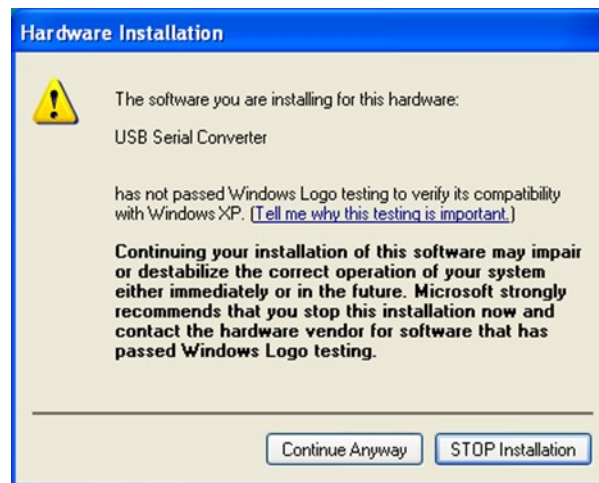 Hardware Installation
The software you are installing for this hardware:
USB Serial Converter
has not passed Windows Logo testing to verify its compatibility
with Windows XP. (Tell me why this testing is important.)
Continuing your installation of this software may impair
or destabilize the correct operation of your system
either immediately or in the future. Microsoft strongly
recommends that you stop this installation now and
contact the hardware vendor for software that has
passed Windows Logo testing.
Continue Anyway
STOP Installation